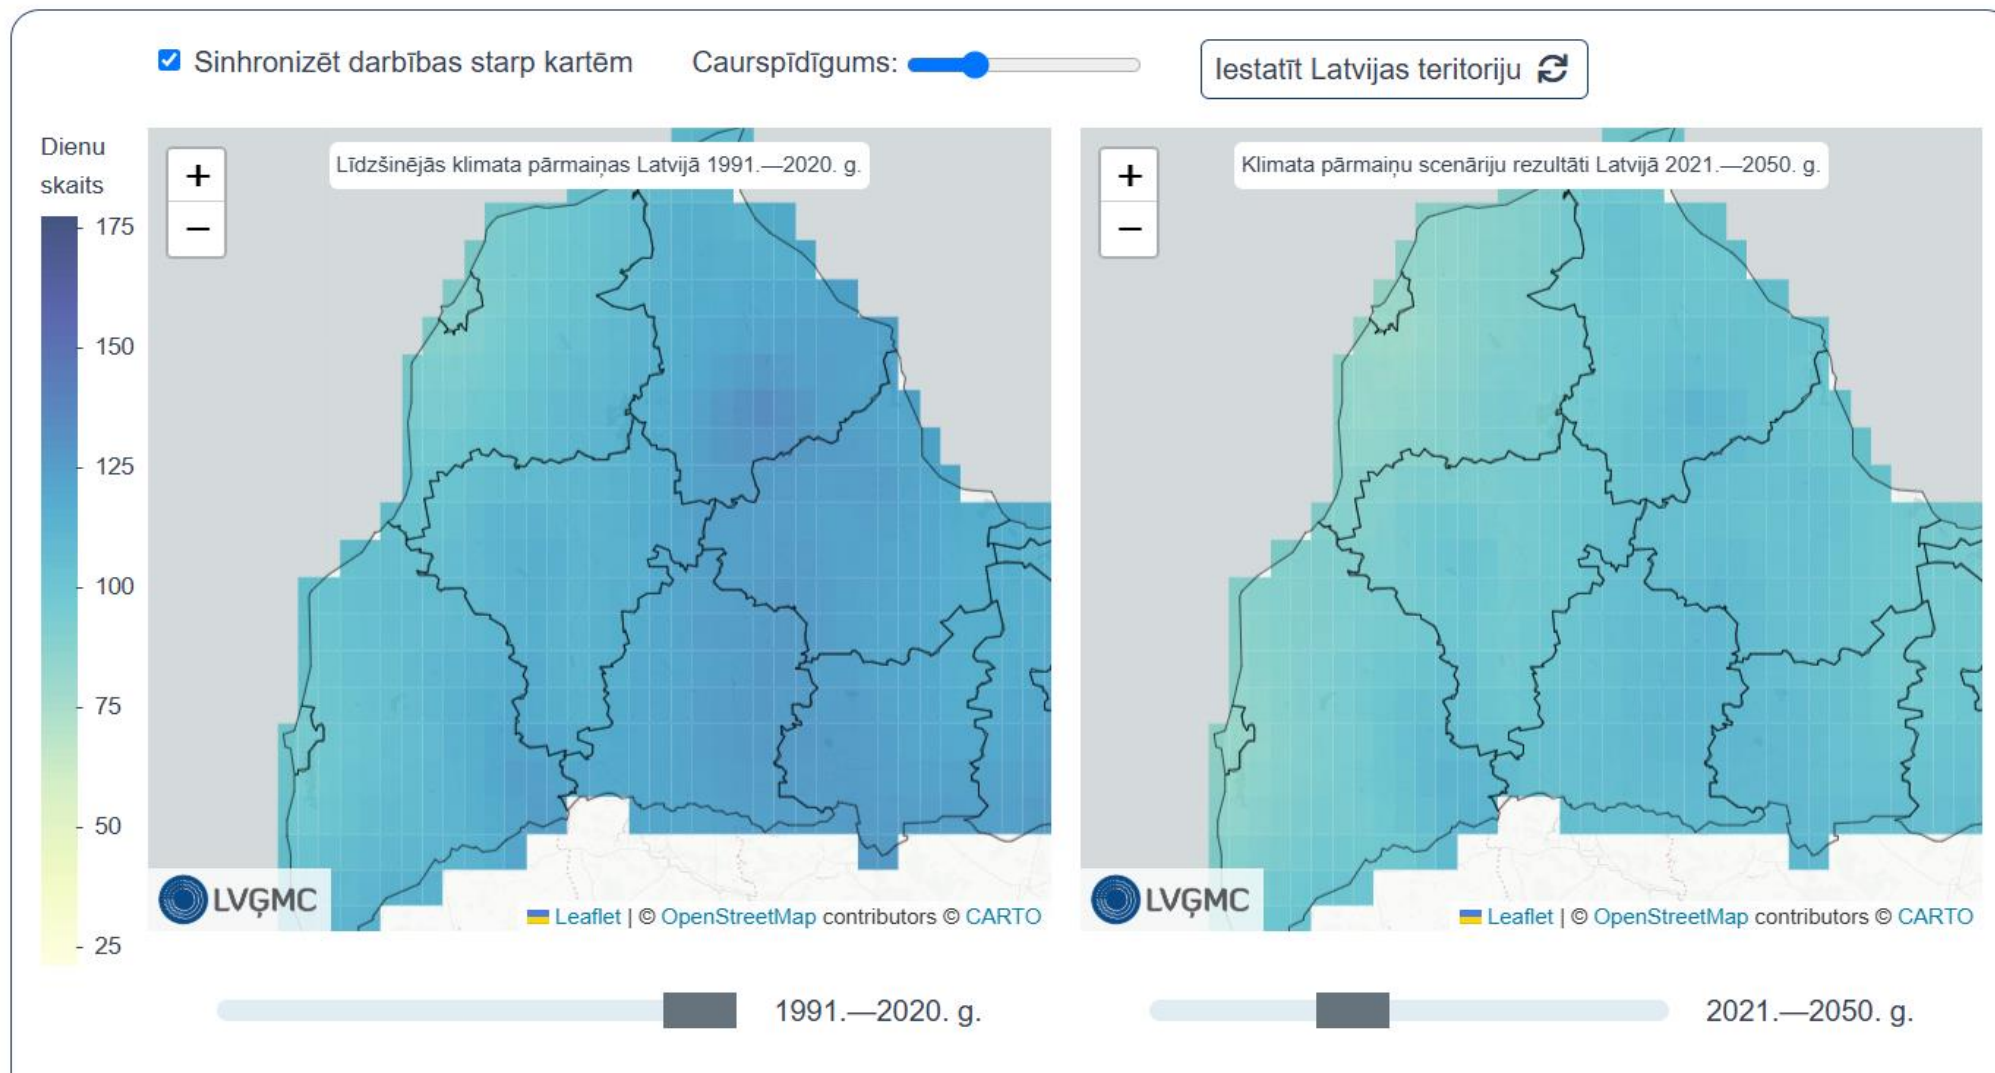 Sinhronizēt darbības starp kartēm
Caurspīdīgums:
Iestatīt Latvijas teritoriju
Dienu
skaits
175
150
125
100
75
50
25
+
−
Līdzšinējās klimata pārmaiņas Latvijā 1991.—2020. g.
LVĢMC
Leaflet | © OpenStreetMap contributors © CARTO
1991.—2020. g.
+
−
Klimata pārmaiņu scenāriju rezultāti Latvijā 2021.—2050. g.
LVĢMC
Leaflet | © OpenStreetMap contributors © CARTO
2021.—2050. g.